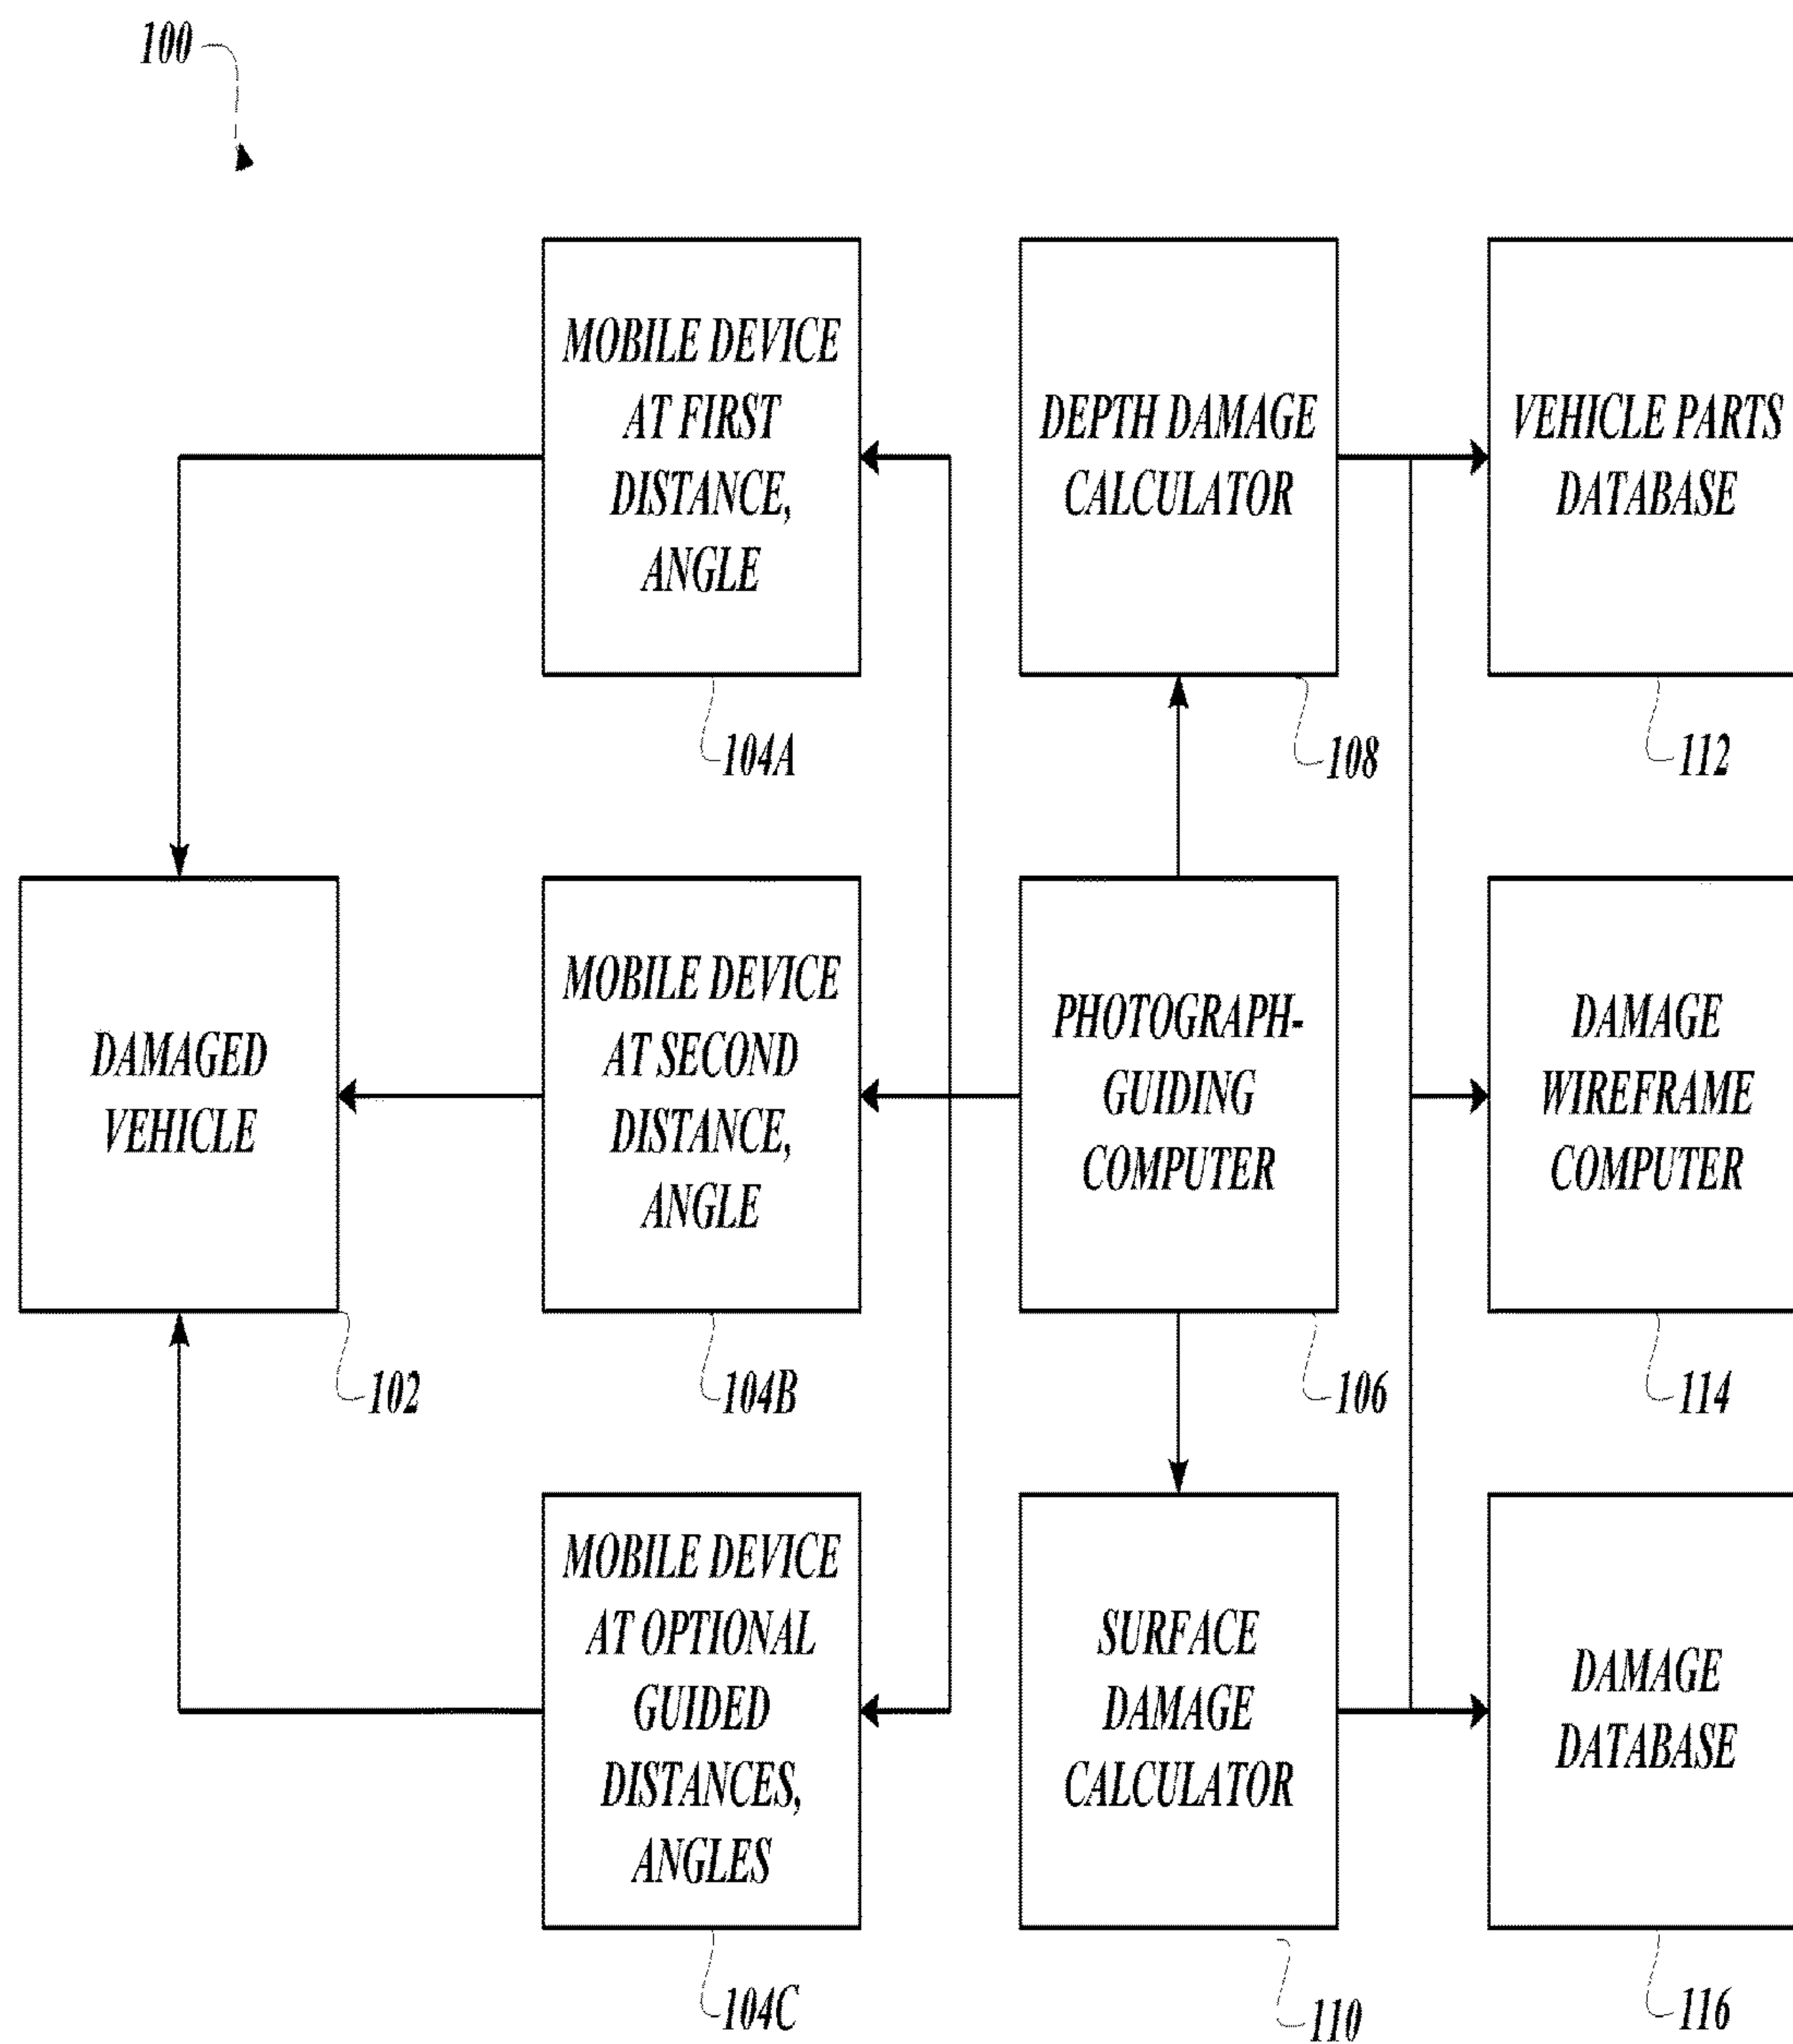 100
MOBILE DEVICE
AT FIRST
DISTANCE,
ANGLE
104A
DEPTH DAMAGE
CALCULATOR
108
VEHICLE PARTS
DATABASE
112
DAMAGED
VEHICLE
102
MOBILE DEVICE
AT SECOND
DISTANCE,
ANGLE
104B
PHOTOGRAPH-
GUIDING
COMPUTER
106
DAMAGE
WIREFRAME
COMPUTER
114
MOBILE DEVICE
AT OPTIONAL
GUIDED
DISTANCES,
ANGLES
104C
SURFACE
DAMAGE
CALCULATOR
110
DAMAGE
DATABASE
116